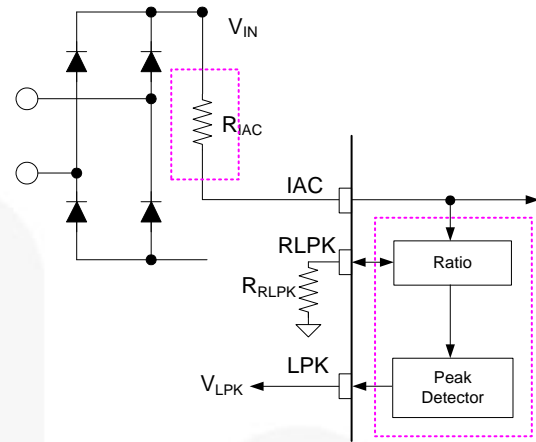 V_IN
R_IAC
IAC
RLPK
Ratio
R_RLPK
LPK
V_LPK
Peak
Detector